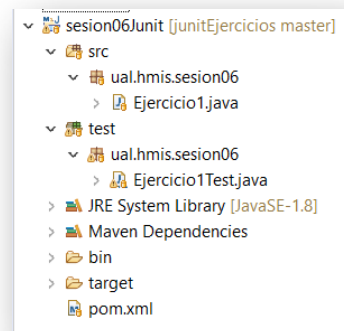 sesion06Junit [junitEjercicios master]
src
ual.hmis.sesion06
Ejercicio1.java
test
ual.hmis.sesion06
Ejercicio1Test.java
JRE System Library [JavaSE-1.8]
Maven Dependencies
bin
target
pom.xml